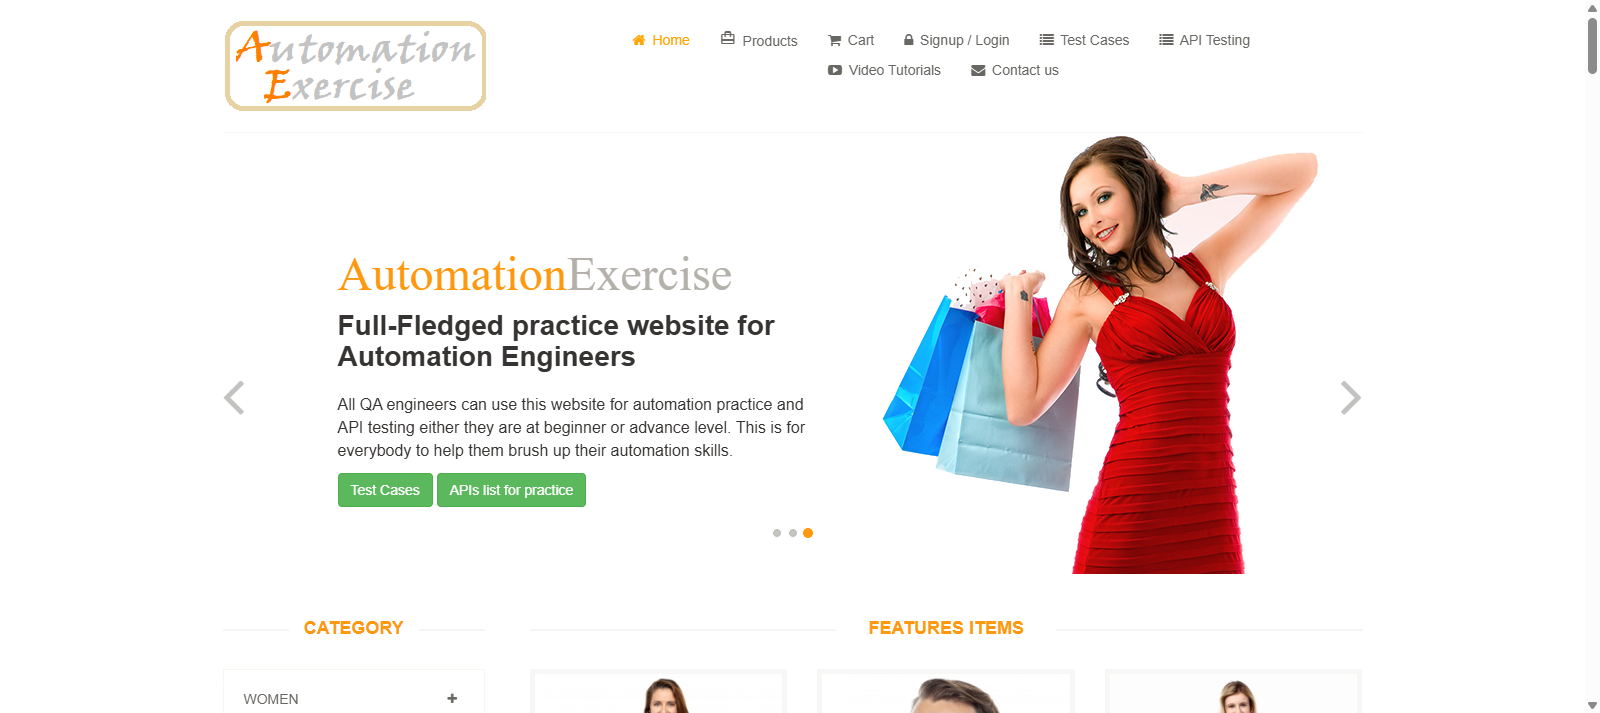 Automation
Exercise
Home Products Cart Signup / Login Test Cases API Testing
Video Tutorials Contact us
AutomationExercise
Full-Fledged practice website for
Automation Engineers
All QA engineers can use this website for automation practice and
API testing either they are at beginner or advance level. This is for
everybody to help them brush up their automation skills.
Test Cases APIs list for practice
CATEGORY
FEATURES ITEMS
WOMEN